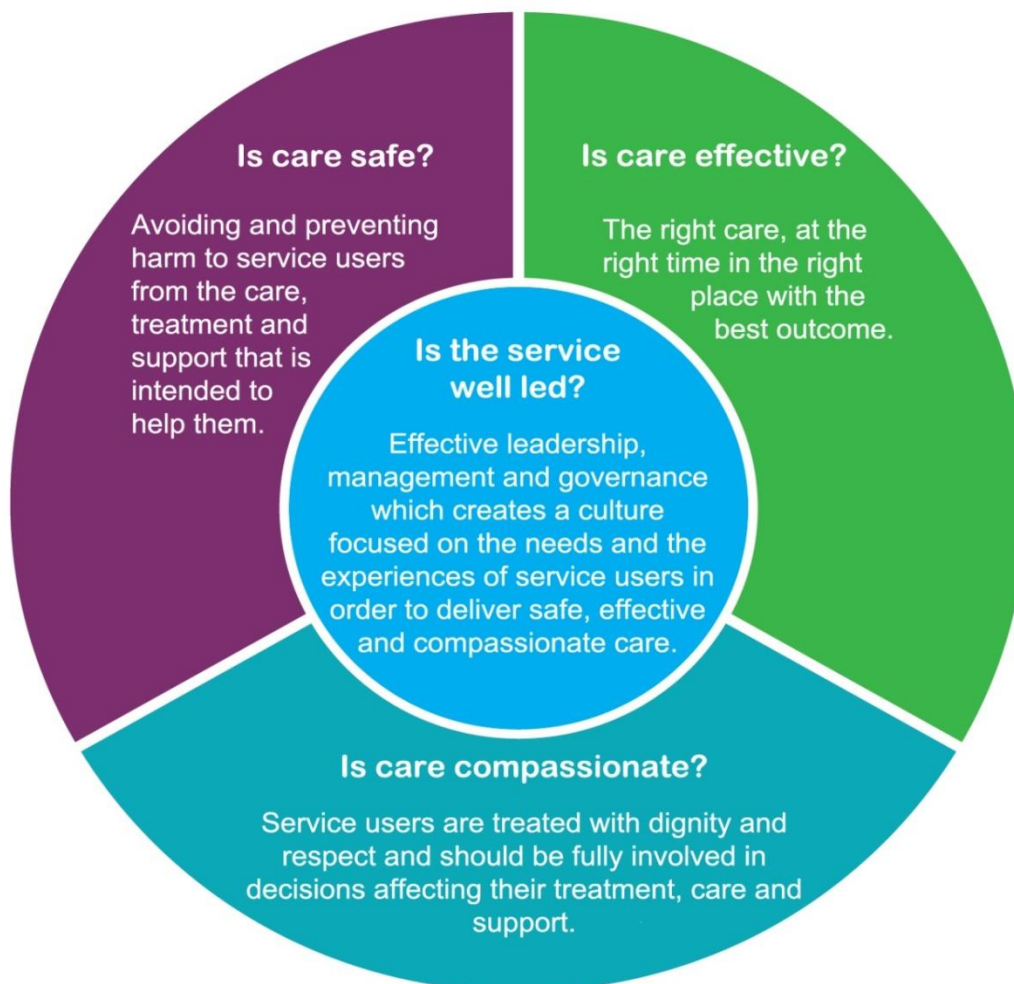 Is care safe?
Avoiding and preventing
harm to service users
from the care,
treatment and
support that is
intended to
help them.
Is care effective?
The right care, at the
right time in the right
place with the
best outcome.
Is the service
well led?
Effective leadership,
management and governance
which creates a culture
focused on the needs and the
experiences of service users in
order to deliver safe, effective
and compassionate care.
Is care compassionate?
Service users are treated with dignity and
respect and should be fully involved in
decisions affecting their treatment, care and
support.